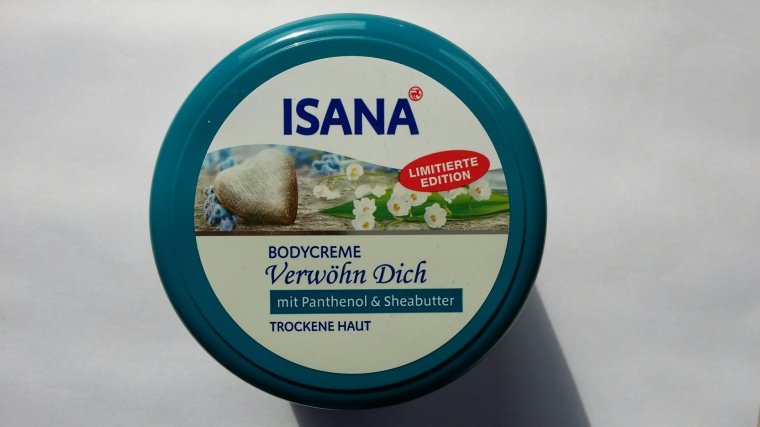 ISANA
LIMITIERTE
EDITION
BODYCREME
Verwöhn Dich
mit Panthenol & Sheabutter
TROCKENE HAUT